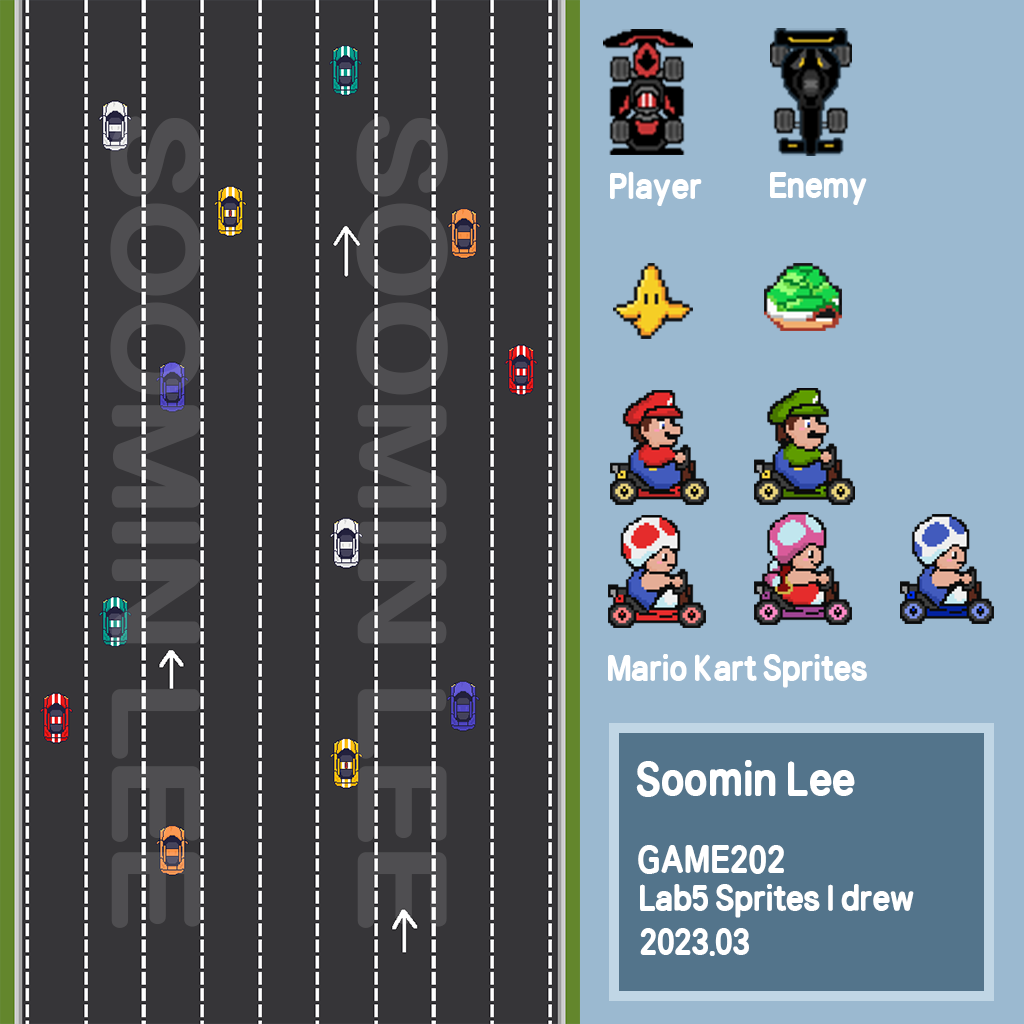 SOOMIN LEE
SOOMIN LEE
Player
Enemy
Mario Kart Sprites
Soomin Lee
GAME202
Lab5 Sprites I drew
2023.03